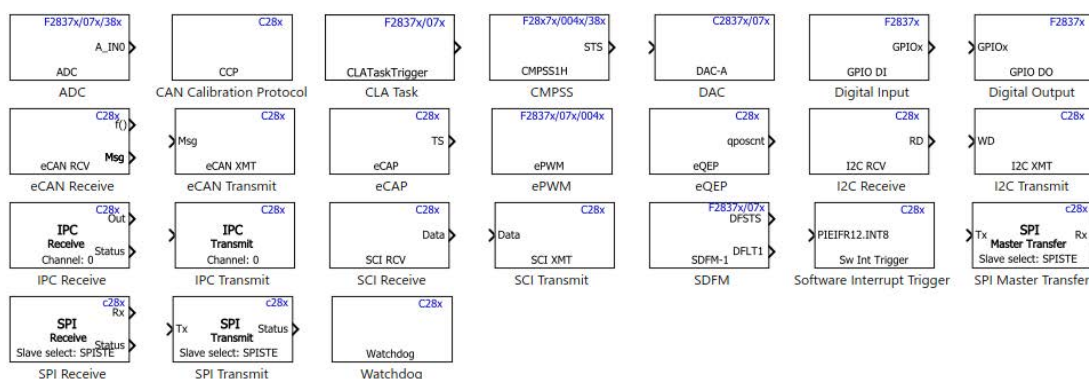 F2837x/07x/38x
A_IN0
ADC
ADC
C28x
CCP
CAN Calibration Protocol
F2837x/07x
CLATaskTrigger
CLA Task
F28x7x/004x/38x
STS
CMPSS1H
CMPSS
C2837x/07x
DAC-A
DAC
F2837x
GPIOx
GPIO DI
Digital Input
F2837x
GPIOx
GPIO DO
Digital Output
C28x
f()
Msg
eCAN RCV
eCAN Receive
C28x
Msg
eCAN XMT
eCAN Transmit
C28x
TS
eCAP
eCAP
F2837x/07x/004x
ePWM
ePWM
C28x
qposcnt
eQEP
eQEP
C28x
RD
I2C RCV
I2C Receive
C28x
WD
I2C XMT
I2C Transmit
C28x
Out
IPC
Receive
Status
Channel: 0
IPC Receive
C28x
IPC
Transmit
Channel: 0
IPC Transmit
C28x
Data
SCI RCV
SCI Receive
C28x
Data
SCI XMT
SCI Transmit
F2837x/07x
DFSTS
DFLT1
SDFM-1
SDFM
C28x
PIEIFR12.INT8
Sw Int Trigger
Software Interrupt Trigger
c28x
Tx SPI Rx
Master Transfer
Slave select: SPISTE
SPI Master Transfer
c28x
Rx
SPI
Receive
Status
Slave select: SPISTE
SPI Receive
c28x
Tx SPI Status
Transmit
Slave select: SPISTE
SPI Transmit
C28x
Watchdog
Watchdog